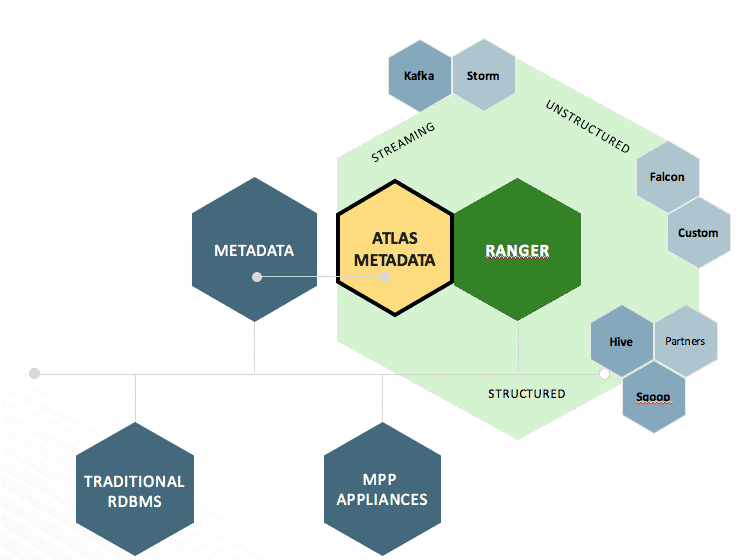 Kafka
Storm
STREAMING
UNSTRUCTURED
Falcon
Custom
METADATA
ATLAS
METADATA
RANGER
Hive
Partners
Sqoop
STRUCTURED
TRADITIONAL
RDBMS
MPP
APPLIANCES